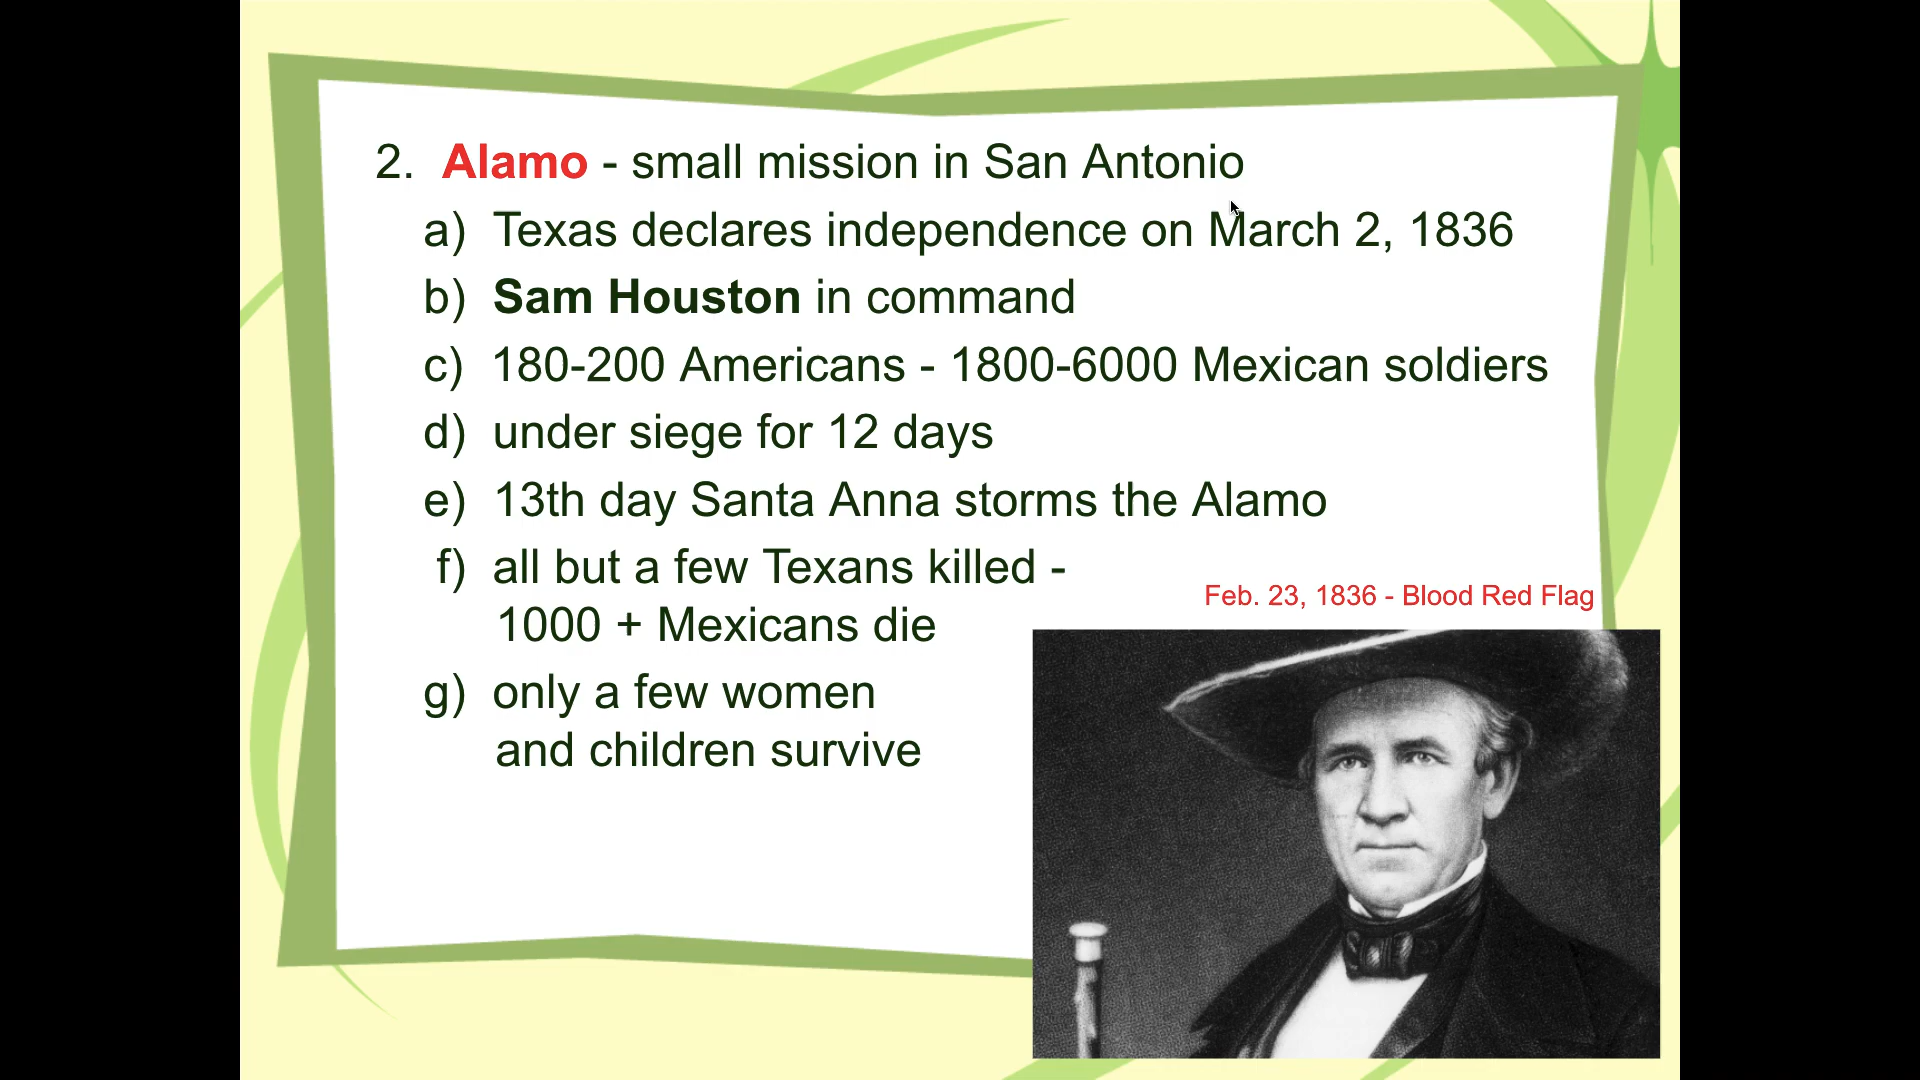 2. Alamo - small mission in San Antonio
a) Texas declares independence on March 2, 1836
b) Sam Houston in command
c) 180-200 Americans - 1800-6000 Mexican soldiers
d) under siege for 12 days
e) 13th day Santa Anna storms the Alamo
f) all but a few Texans killed -
1000 + Mexicans die
g) only a few women
and children survive
Feb. 23, 1836 - Blood Red Flag